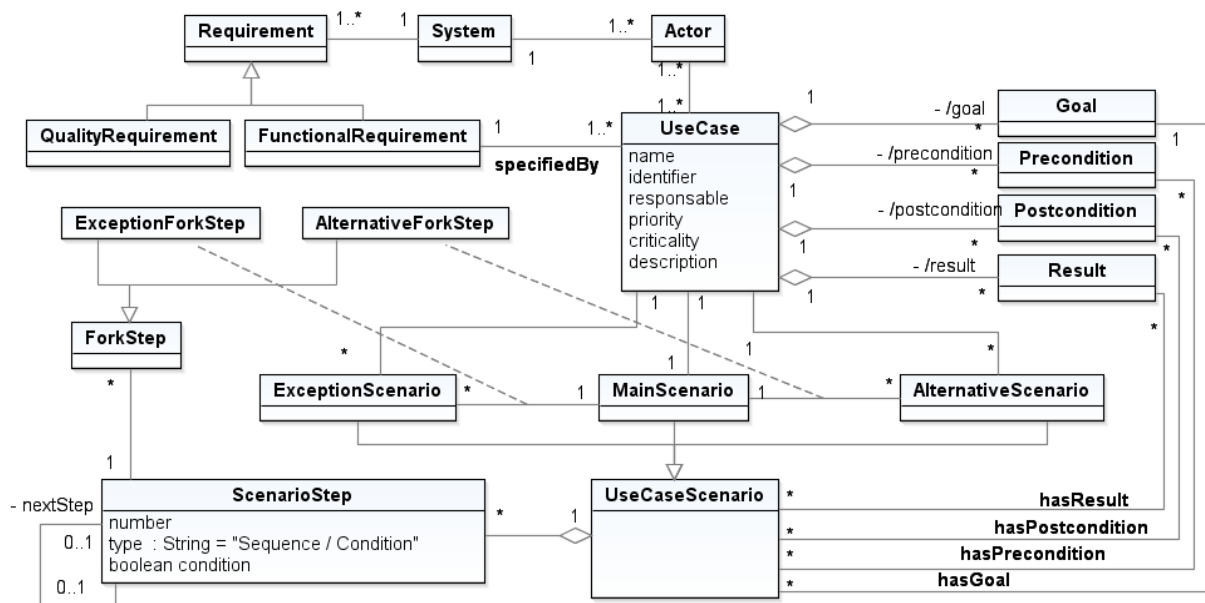 Requirement
1..*
1
System
1
1..*
Actor
1..*
1..*
QualityRequirement
FunctionalRequirement
1
1..*
specifiedBy
UseCase
name
identifier
responsable
priority
criticality
description
1
- /goal
*
Goal
1
- /precondition
*
1
Precondition
*
- /postcondition
*
1
Postcondition
*
- /result
*
1
Result
*
ExceptionForkStep
AlternativeForkStep
ForkStep
*
1
1
1
*
1
1
*
ExceptionScenario
*
1
MainScenario
1
*
AlternativeScenario
1
- nextStep
0..1
0..1
ScenarioStep
number
type : String = "Sequence / Condition"
boolean condition
*
1
UseCaseScenario
*
hasResult
*
hasPostcondition
*
hasPrecondition
*
hasGoal